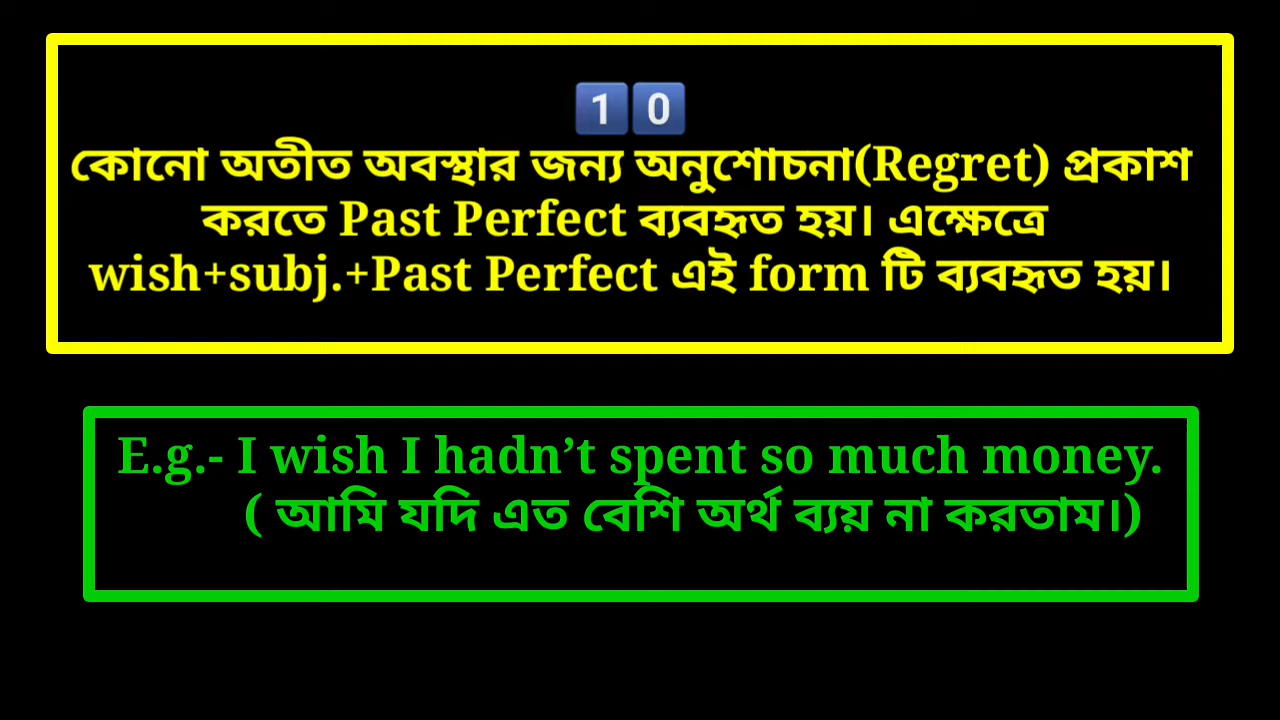 10
কোনো অতীত অবস্থার জন্য অনুশোচনা(Regret) প্রকাশ
করতে Past Perfect ব্যবহৃত হয়। এক্ষেত্রে
wish+subj.+Past Perfect এই form টি ব্যবহৃত হয়।
E.g.- I wish I hadn’t spent so much money.
( আমি যদি এত বেশি অর্থ ব্যয় না করতাম।)